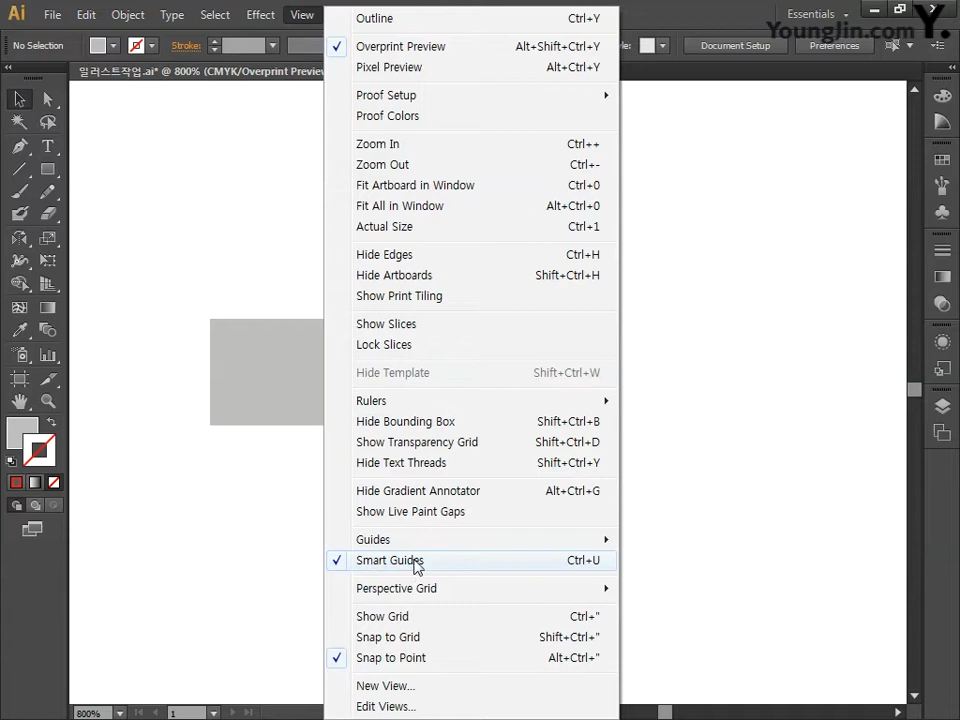 Ai File Edit Object Type Select Effect View Essentials
YoungJin.com Y.
No Selection Stroke: Document Setup Preferences
일러스트작업.ai* @ 800% (CMYK/Overprint Preview
Outline Ctrl+Y
Overprint Preview Alt+Shift+Ctrl+Y
Pixel Preview Alt+Ctrl+Y
Proof Setup
Proof Colors
Zoom In Ctrl++
Zoom Out Ctrl+-
Fit Artboard in Window Ctrl+0
Fit All in Window Alt+Ctrl+0
Actual Size Ctrl+1
Hide Edges Ctrl+H
Hide Artboards Shift+Ctrl+H
Show Print Tiling
Show Slices
Lock Slices
Hide Template Shift+Ctrl+W
Rulers
Hide Bounding Box Shift+Ctrl+B
Show Transparency Grid Shift+Ctrl+D
Hide Text Threads Shift+Ctrl+Y
Hide Gradient Annotator Alt+Ctrl+G
Show Live Paint Gaps
Guides
Smart Guides Ctrl+U
Perspective Grid
Show Grid Ctrl+"
Snap to Grid Shift+Ctrl+"
Snap to Point Alt+Ctrl+"
New View...
Edit Views...
800% 1